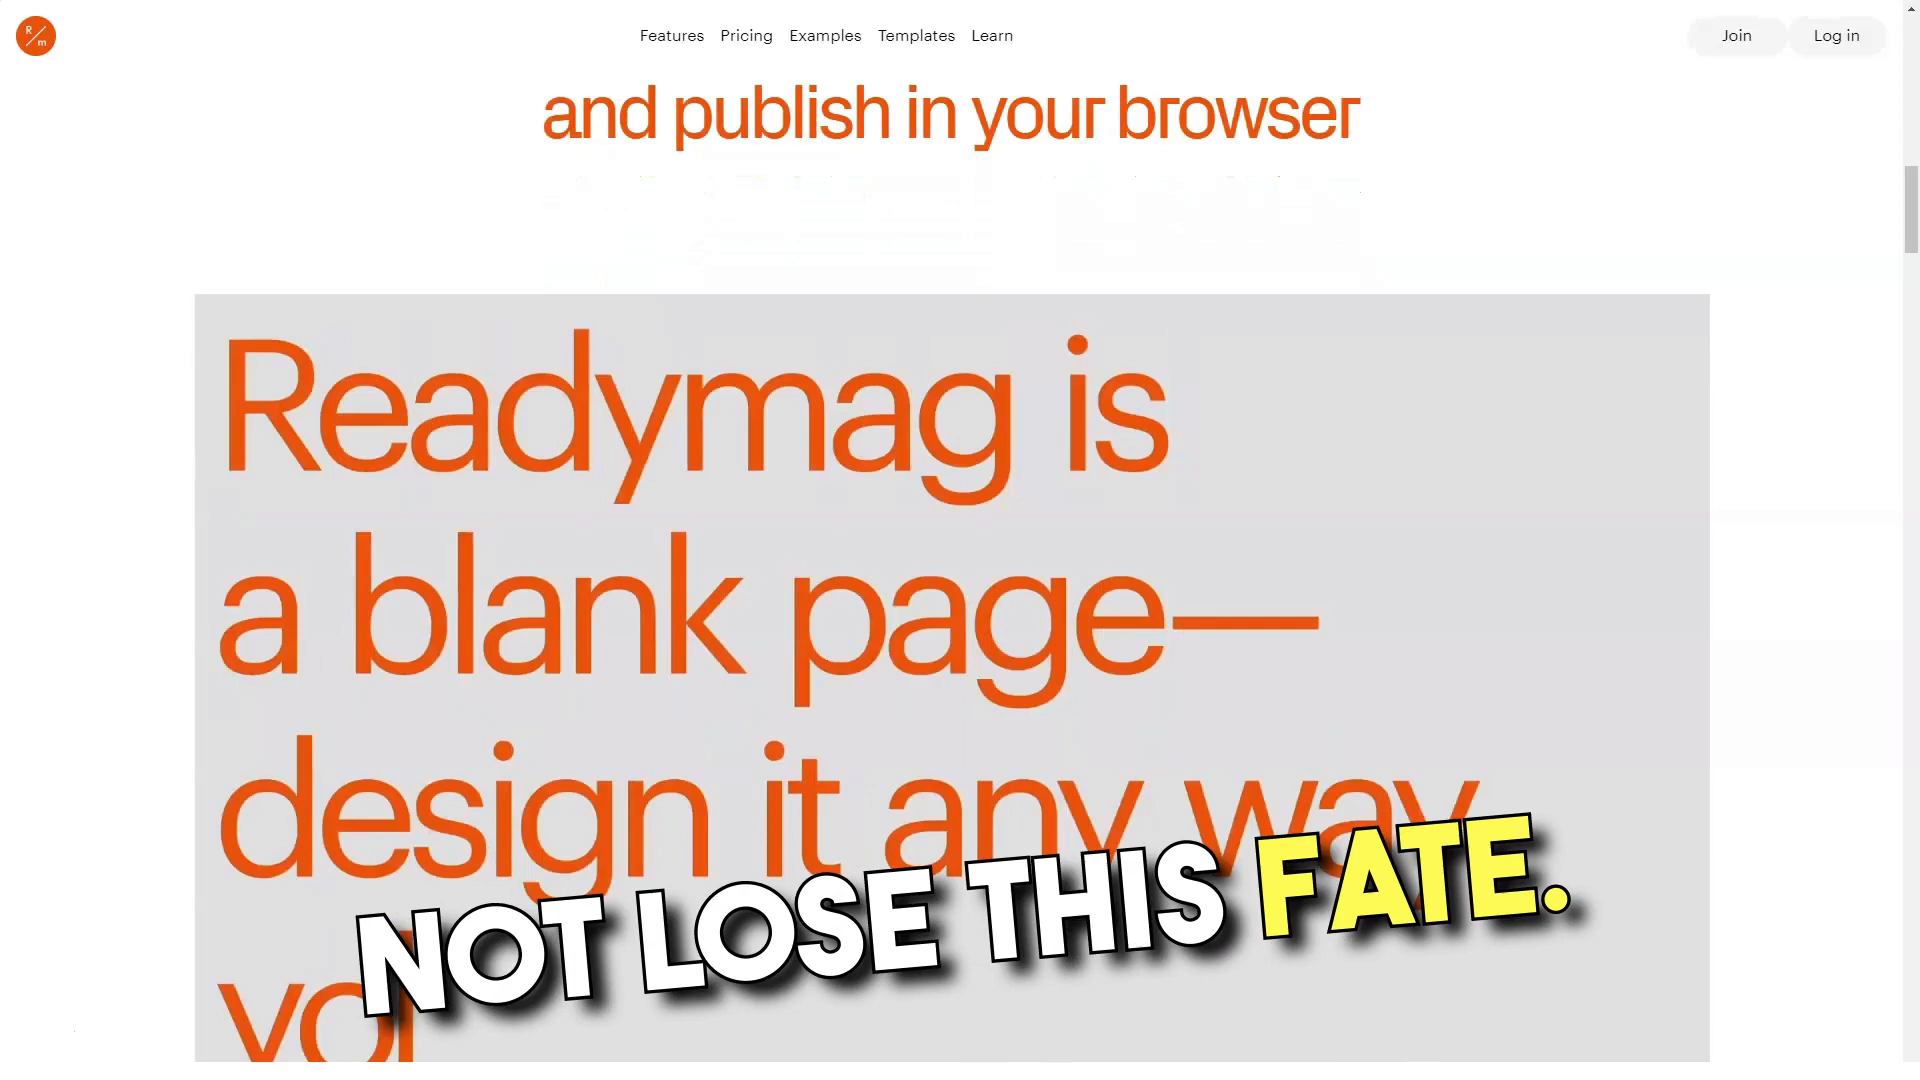 R/m
Features Pricing Examples Templates Learn
Join Log in
and publish in your browser
Readymag is
a blank page—
design it any way
NOT LOSE THIS FATE.